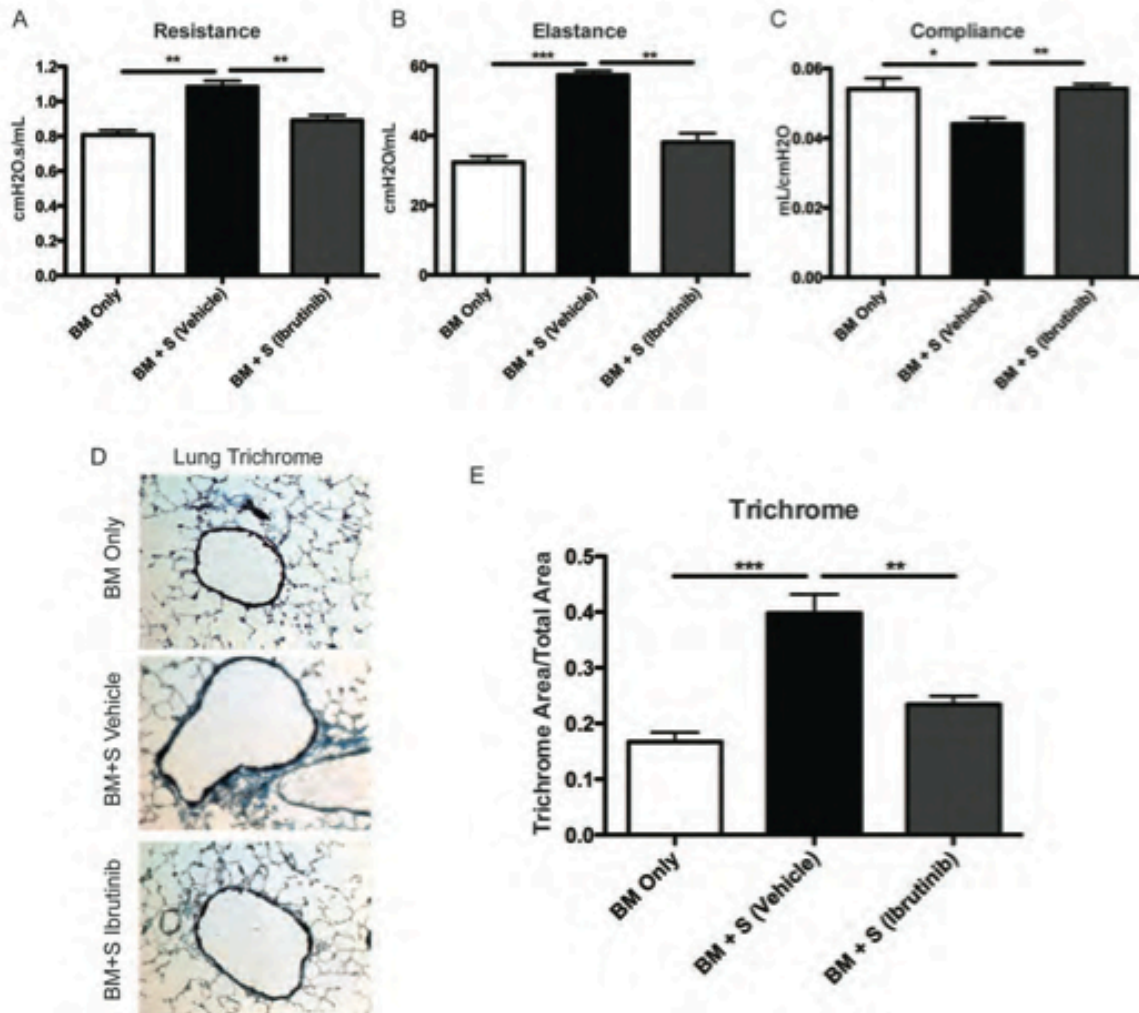 A
Resistance
** **
cmH2O.s/mL
1.2
1.0
0.8
0.6
0.4
0.2
0.0
BM Only
BM + S (Vehicle)
BM + S (Ibrutinib)
B
Elastance
*** **
cmH2O/mL
60
40
20
0
BM Only
BM + S (Vehicle)
BM + S (Ibrutinib)
C
Compliance
* **
mL/cmH2O
0.06
0.04
0.02
0.00
BM Only
BM + S (Vehicle)
BM + S (Ibrutinib)
D
Lung Trichrome
BM Only
BM+S Vehicle
BM+S Ibrutinib
E
Trichrome
*** **
Trichrome Area/Total Area
0.5
0.4
0.3
0.2
0.1
0.0
BM Only
BM + S (Vehicle)
BM + S (Ibrutinib)